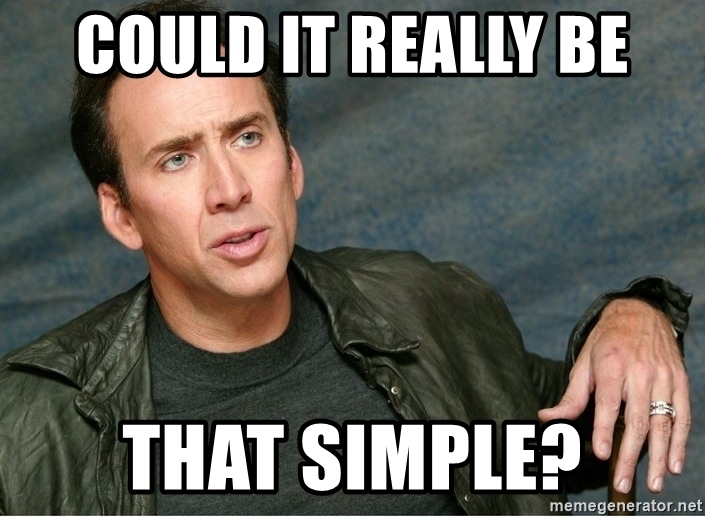 COULD IT REALLY BE
THAT SIMPLE?
memegenerator.net